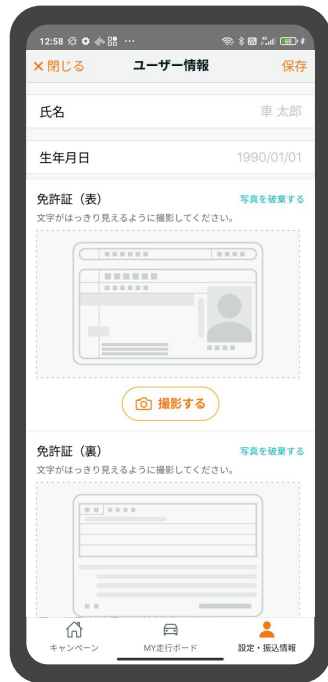 12:58
× 閉じる ユーザー情報 保存
氏名 車 太郎
生年月日 1990/01/01
免許証（表） 写真を破棄する
文字がはっきり見えるように撮影してください。
撮影する
免許証（裏） 写真を破棄する
文字がはっきり見えるように撮影してください。
キャンペーン MY走行ボード 設定・振込情報